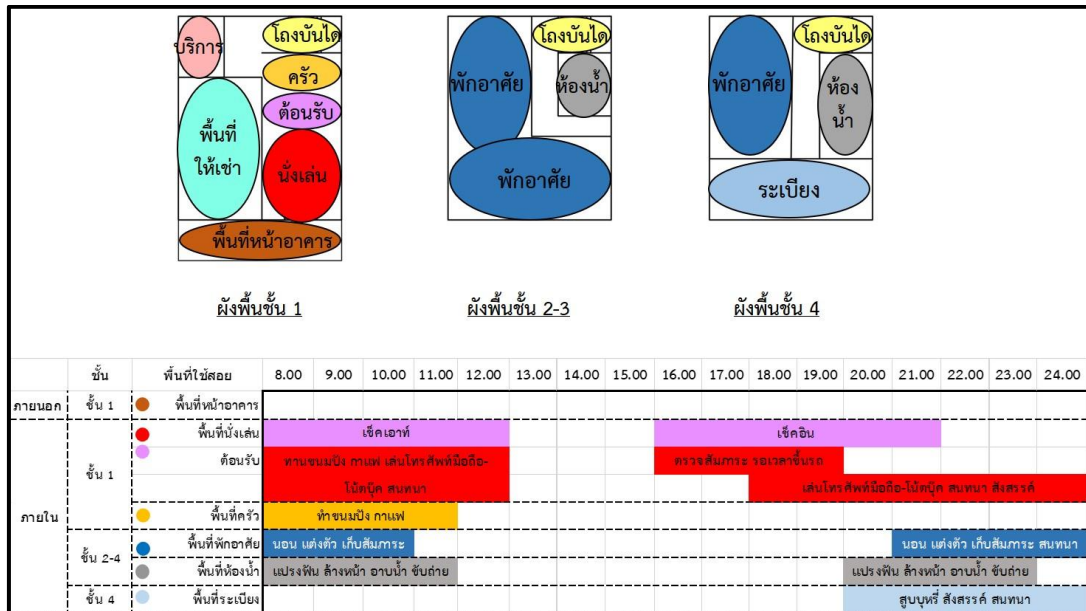 บริการ
โถงบันได
ครัว
ต้อนรับ
พื้นที่
ให้เช่า
นั่งเล่น
พื้นที่หน้าอาคาร
ผังพื้นชั้น 1
โถงบันได
พักอาศัย
ห้องน้ำ
พักอาศัย
ผังพื้นชั้น 2-3
โถงบันได
พักอาศัย
ห้อง
น้ำ
ระเบียง
ผังพื้นชั้น 4
ชั้น พื้นที่ใช้สอย 8.00 9.00 10.00 11.00 12.00 13.00 14.00 15.00 16.00 17.00 18.00 19.00 20.00 21.00 22.00 23.00 24.00
ภายนอก ชั้น 1 พื้นที่หน้าอาคาร
พื้นที่นั่งเล่น เช็คเอาท์ เช็คอิน
ชั้น 1 ต้อนรับ ทานขนมปัง กาแฟ เล่นโทรศัพท์มือถือ- ตรวจสัมภาระ รอเวลาขึ้นรถ
โน้ตบุ๊ค สนทนา เล่นโทรศัพท์มือถือ-โน้ตบุ๊ค สนทนา สังสรรค์
ภายใน พื้นที่ครัว ทำขนมปัง กาแฟ
ชั้น 2-4 พื้นที่พักอาศัย นอน แต่งตัว เก็บสัมภาระ นอน แต่งตัว เก็บสัมภาระ สนทนา
พื้นที่ห้องน้ำ แปรงฟัน ล้างหน้า อาบน้ำ ขับถ่าย แปรงฟัน ล้างหน้า อาบน้ำ ขับถ่าย
ชั้น 4 พื้นที่ระเบียง สูบบุหรี่ สังสรรค์ สนทนา